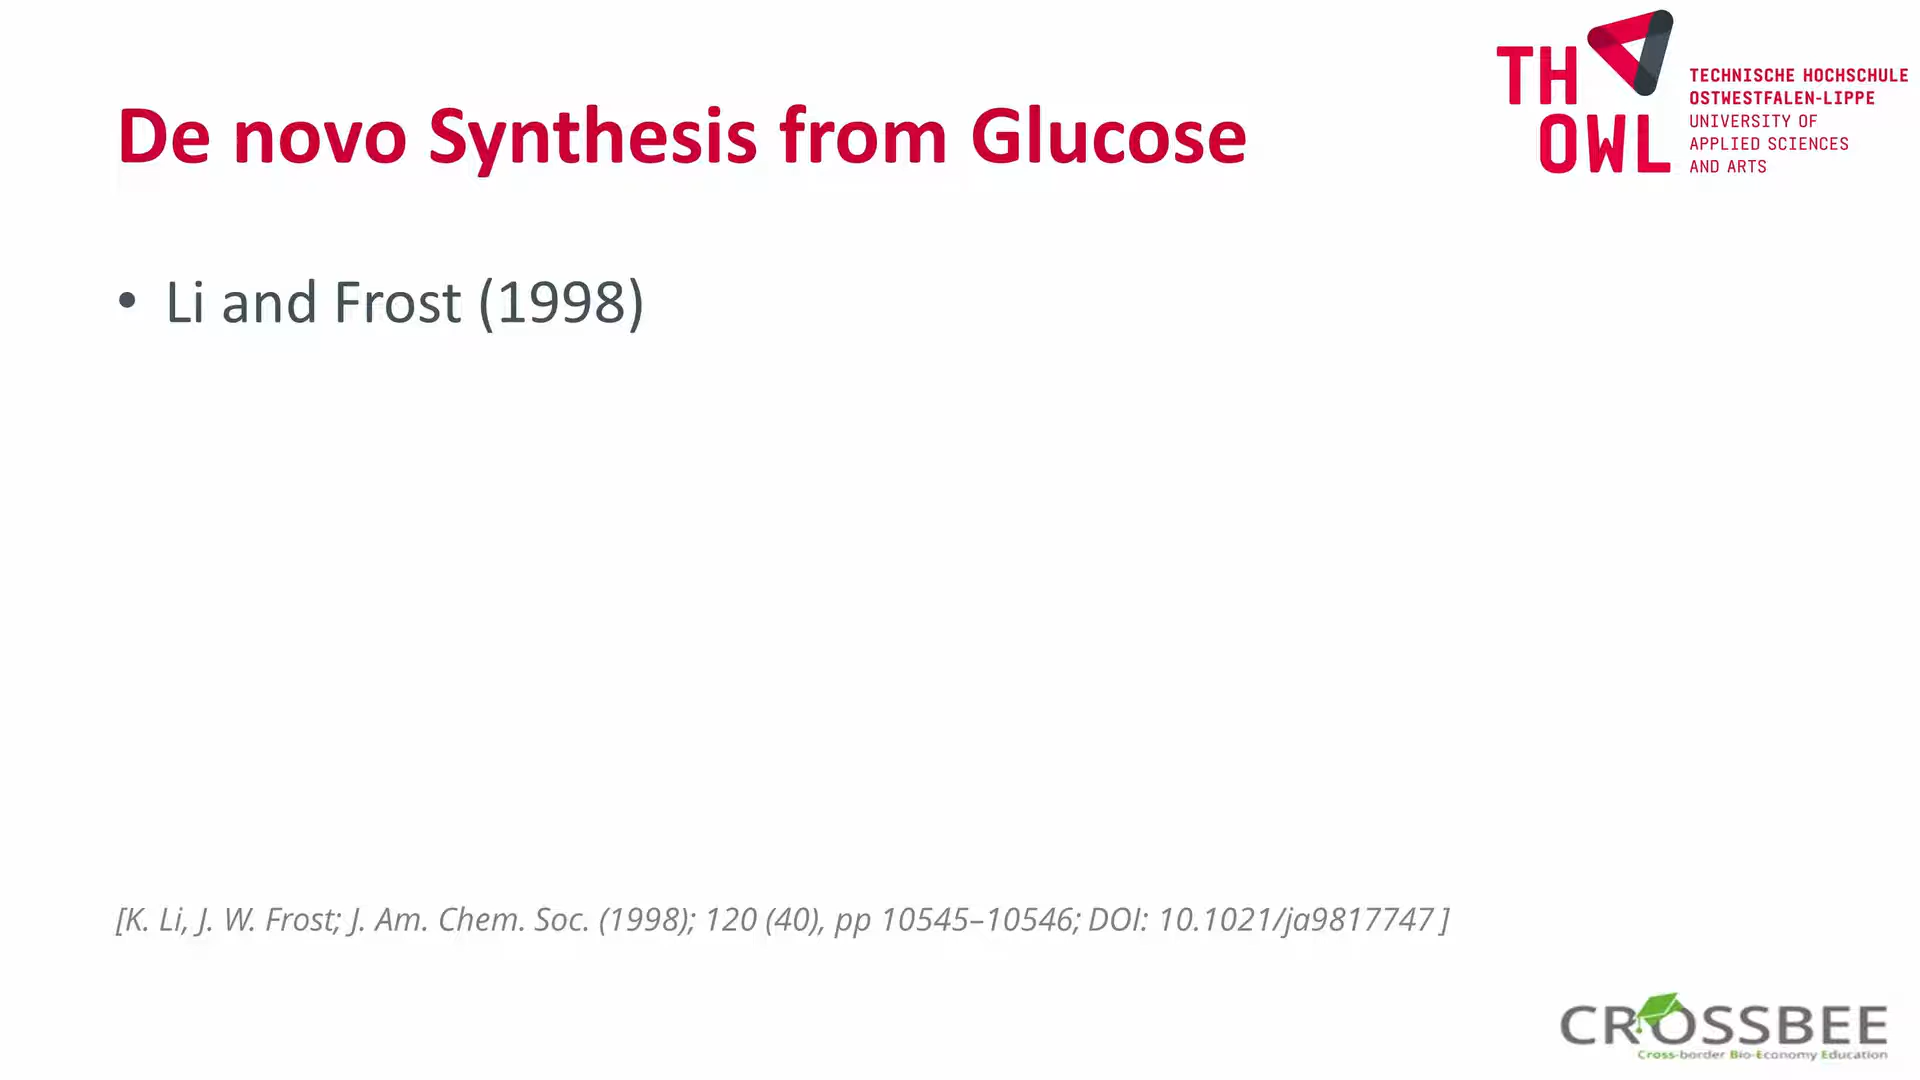 TH OWL
TECHNISCHE HOCHSCHULE
OSTWESTFALEN-LIPPE
UNIVERSITY OF
APPLIED SCIENCES
AND ARTS
De novo Synthesis from Glucose
• Li and Frost (1998)
[K. Li, J. W. Frost; J. Am. Chem. Soc. (1998); 120 (40), pp 10545–10546; DOI: 10.1021/ja9817747 ]
CROSSBEE
Cross-border Bio-Economy Education